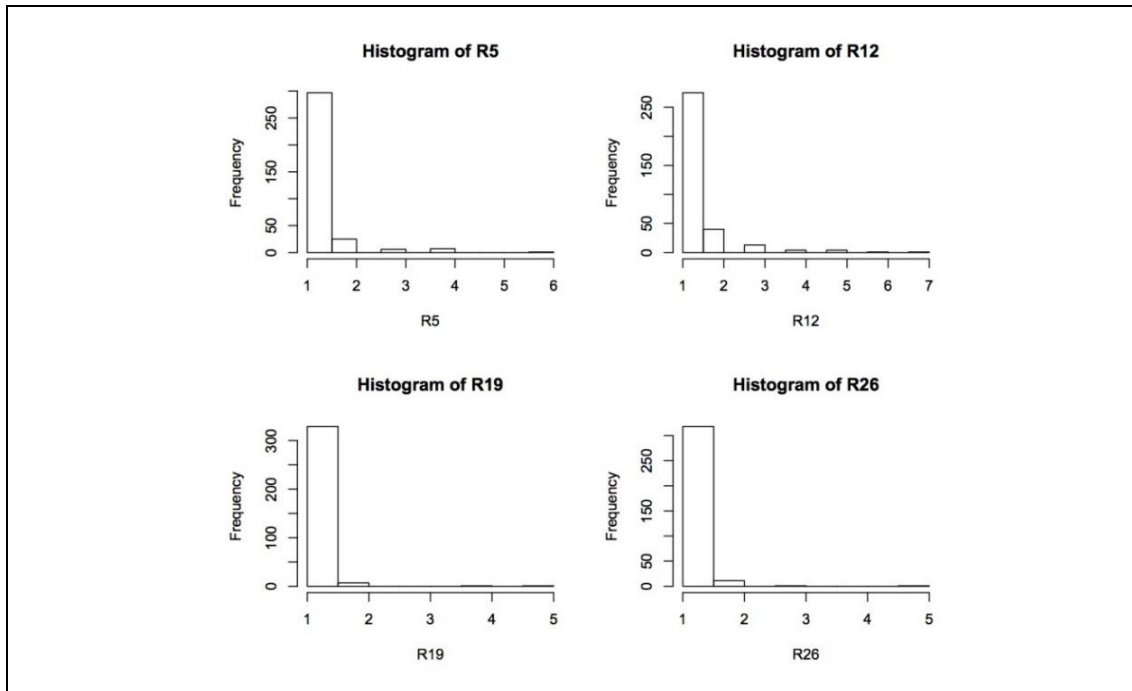 Histogram of R5
Frequency
250
150
50
0
1 2 3 4 5 6
R5
Histogram of R12
Frequency
250
150
50
0
1 2 3 4 5 6 7
R12
Histogram of R19
Frequency
300
200
100
0
1 2 3 4 5
R19
Histogram of R26
Frequency
250
150
50
0
1 2 3 4 5
R26